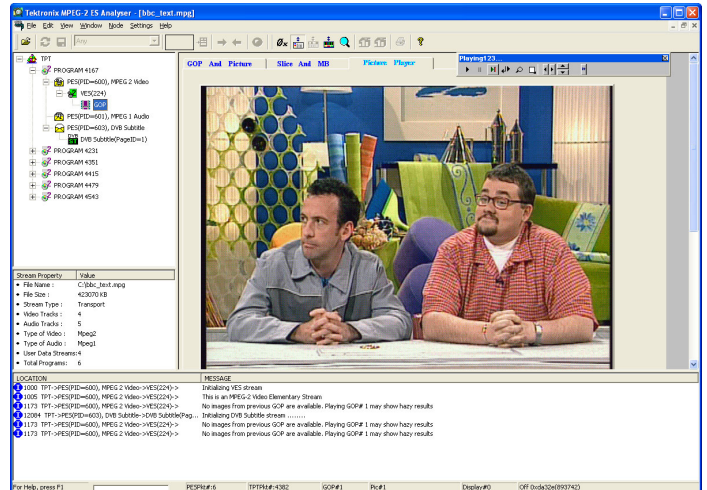 Tektronix MPEG-2 ES Analyser - [bbc_text.mpg]
File Edit View Window Node Settings Help
Any
TPT
PROGRAM 4167
PES(PID=600), MPEG 2 Video
VES(224)
GOP
PES(PID=601), MPEG 1 Audio
PES(PID=603), DVB Subtitle
DVB Subtitle(PageID=1)
PROGRAM 4231
PROGRAM 4351
PROGRAM 4415
PROGRAM 4479
PROGRAM 4543
GOP And Picture Slice And MB Picture Player
Playing123...
Stream Property Value
File Name : C:\bbc_text.mpg
File Size : 423070 KB
Stream Type : Transport
Video Tracks : 4
Audio Tracks : 5
Type of Video : Mpeg2
Type of Audio : Mpeg1
User Data Streams:4
Total Programs: 6
LOCATION MESSAGE
1000 TPT->PES(PID=600), MPEG 2 Video->VES(224)-> Initializing VES stream
1005 TPT->PES(PID=600), MPEG 2 Video->VES(224)-> This is an MPEG-2 Video Elementary Stream
1173 TPT->PES(PID=600), MPEG 2 Video->VES(224)-> No images from previous GOP are available. Playing GOP# 1 may show hazy results
12084 TPT->PES(PID=603), DVB Subtitle->DVB Subtitle(Pag... Initializing DVB Subtitle stream ........
1173 TPT->PES(PID=600), MPEG 2 Video->VES(224)-> No images from previous GOP are available. Playing GOP# 1 may show hazy results
1173 TPT->PES(PID=600), MPEG 2 Video->VES(224)-> No images from previous GOP are available. Playing GOP# 1 may show hazy results
For Help, press F1 PESPkt#:6 TPTPkt#:4382 GOP#1 Pic#1 Display#0 Off 0xda32e(893742)